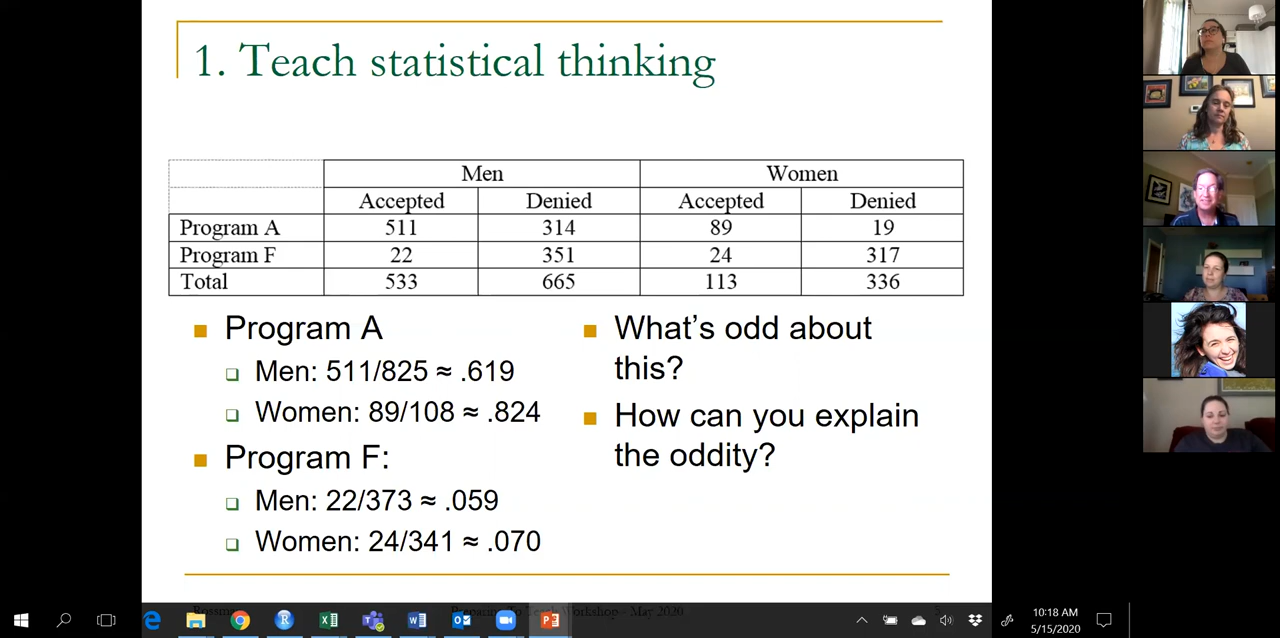 1. Teach statistical thinking
Men Women
Accepted Denied Accepted Denied
Program A 511 314 89 19
Program F 22 351 24 317
Total 533 665 113 336
Program A
Men: 511/825 ≈ .619
Women: 89/108 ≈ .824
Program F:
Men: 22/373 ≈ .059
Women: 24/341 ≈ .070
What's odd about
this?
How can you explain
the oddity?
10:18 AM
5/15/2020